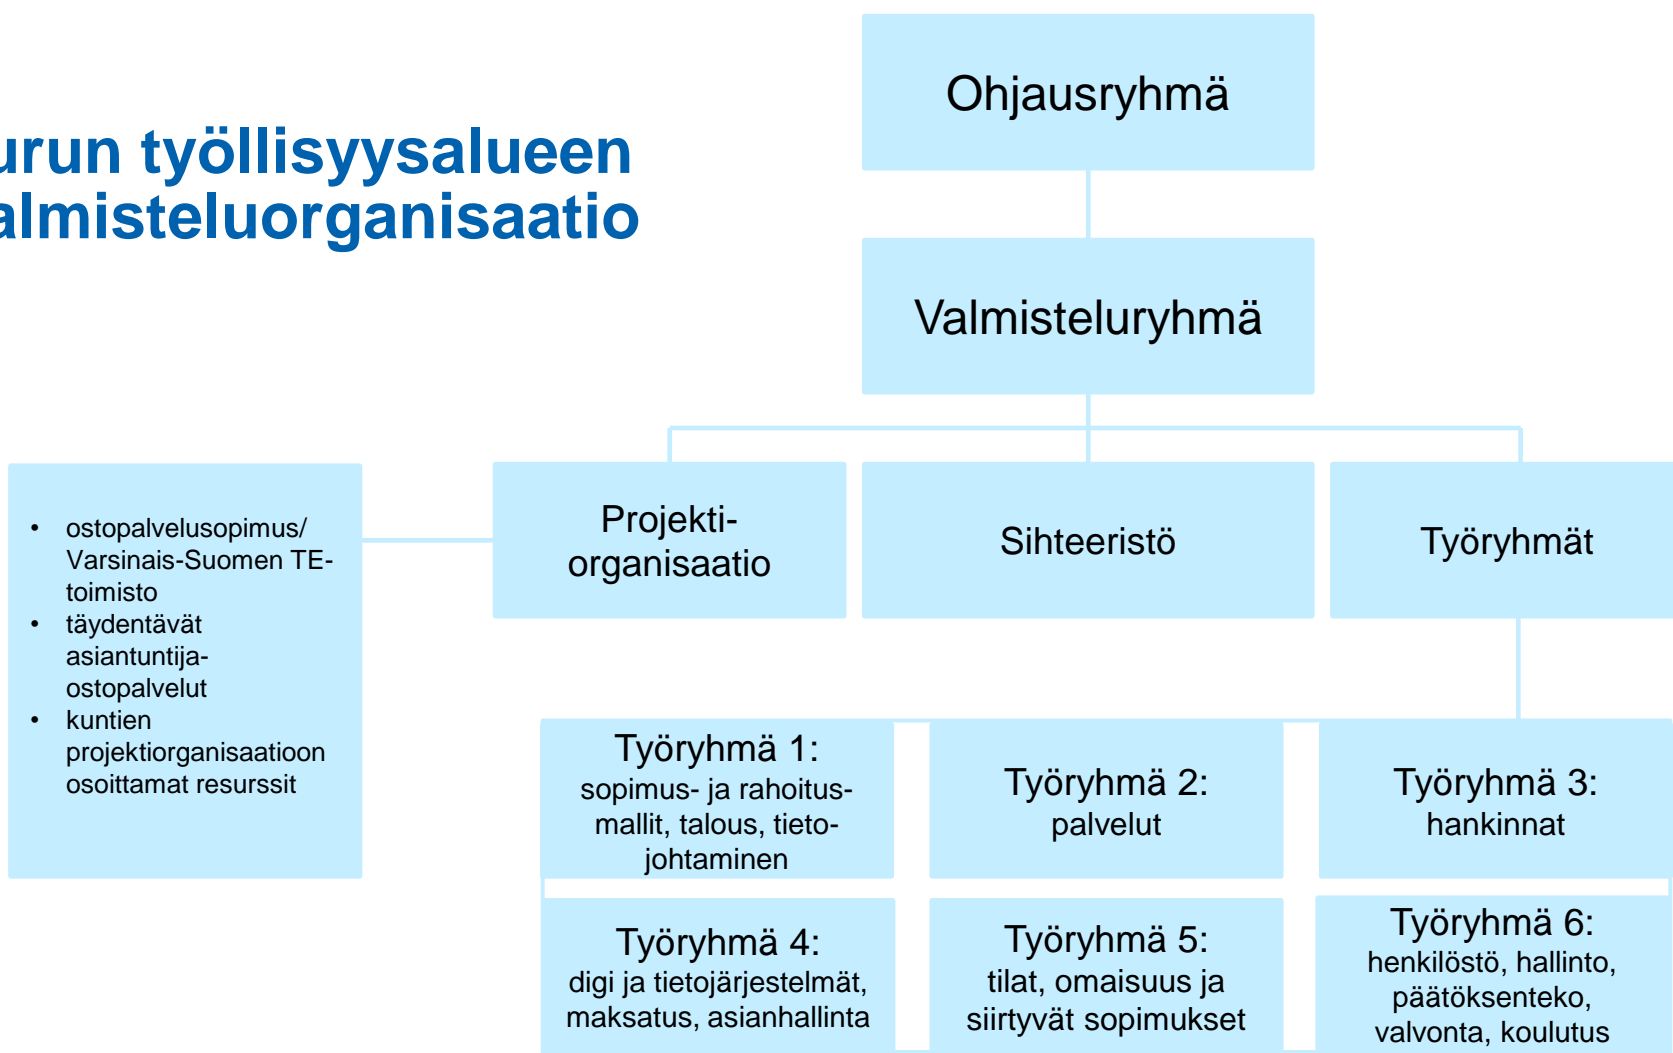 Ohjausryhmä
urun työllisyysalueen
almisteluorganisaatio
Valmisteluryhmä
• ostopalvelusopimus/
Varsinais-Suomen TE-
toimisto
• täydentävät
asiantuntija-
ostopalvelut
• kuntien
projektiorganisaatioon
osoittamat resurssit
Projekti-
organisaatio
Sihteeristö
Työryhmät
Työryhmä 1:
sopimus- ja rahoitus-
mallit, talous, tieto-
johtaminen
Työryhmä 2:
palvelut
Työryhmä 3:
hankinnat
Työryhmä 4:
digi ja tietojärjestelmät,
maksatus, asianhallinta
Työryhmä 5:
tilat, omaisuus ja
siirtyvät sopimukset
Työryhmä 6:
henkilöstö, hallinto,
päätöksenteko,
valvonta, koulutus